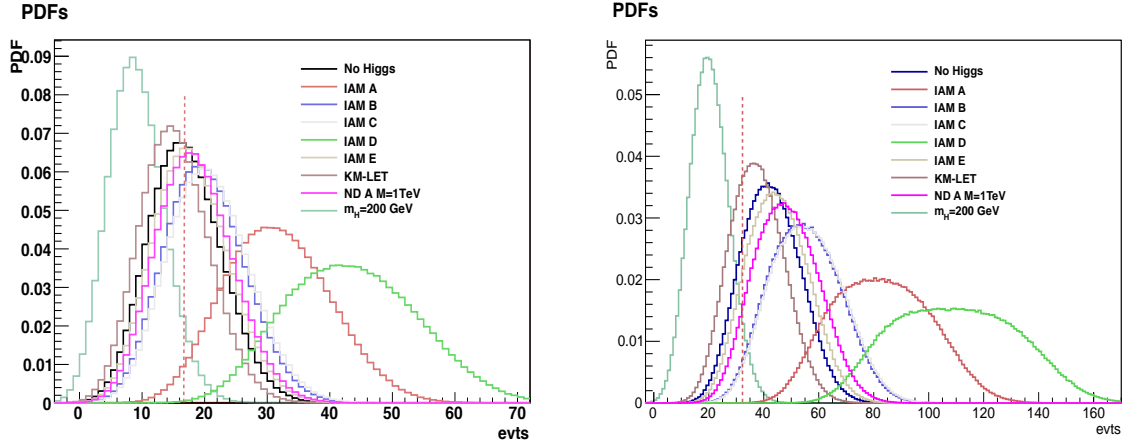 PDFs
PDF
0.09
0.08
0.07
0.06
0.05
0.04
0.03
0.02
0.01
0
No Higgs
IAM A
IAM B
IAM C
IAM D
IAM E
KM-LET
ND A M=1TeV
m_H=200 GeV
0 10 20 30 40 50 60 70
evts
PDFs
PDF
0.05
0.04
0.03
0.02
0.01
0
No Higgs
IAM A
IAM B
IAM C
IAM D
IAM E
KM-LET
ND A M=1TeV
m_H=200 GeV
0 20 40 60 80 100 120 140 160
evts